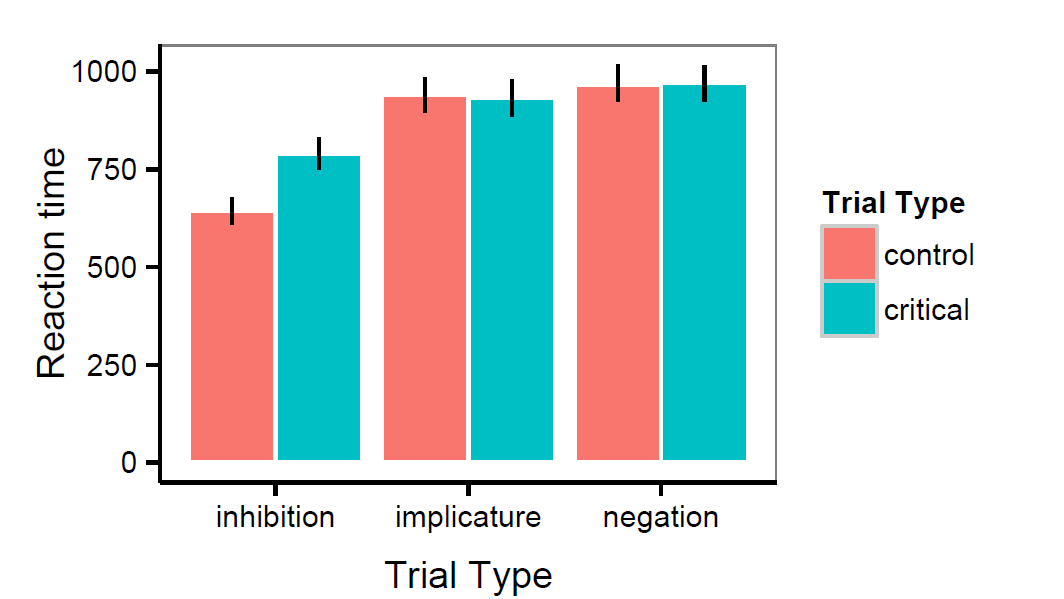 1000
750
500
250
0
Reaction time
inhibition implicature negation
Trial Type
Trial Type
control
critical